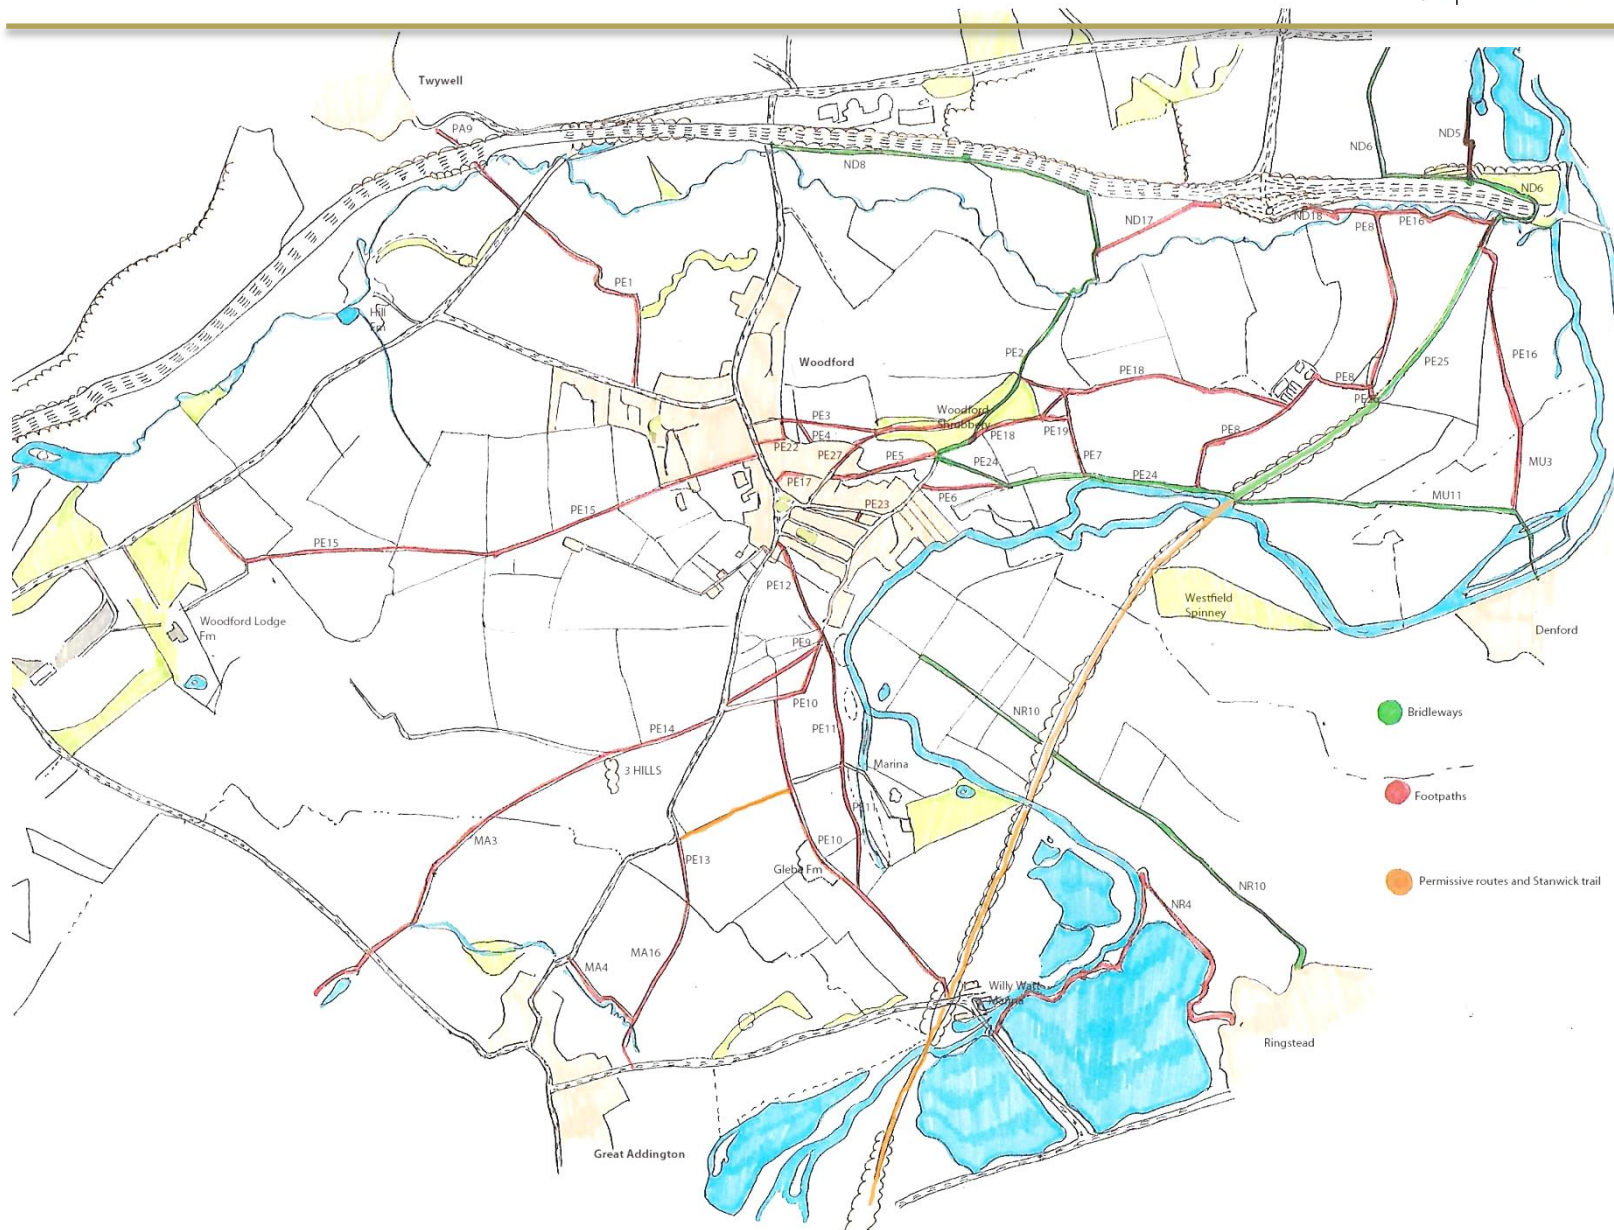 Twywell
PA9
ND8
ND6
ND5
ND6
ND17
ND18
PE8
PE16
PE1
Hill
Fm
Woodford
PE2
PE18
PE8
PE25
PE16
PE3
PE4
PE22
PE27
Woodford
Shrubbery
PE5
PE18
PE19
PE8
PE24
PE7
PE24
MU3
PE17
PE6
MU11
PE23
PE15
PE15
PE12
Westfield
Spinney
Woodford Lodge
Fm
Denford
PE9
PE10
NR10
PE14
PE11
Bridleways
3 HILLS
Marina
Footpaths
PE11
MA3
PE10
PE13
Glebe Fm
Permissive routes and Stanwick trail
NR10
NR4
MA16
MA4
Willy Watt
Marina
Ringstead
Great Addington